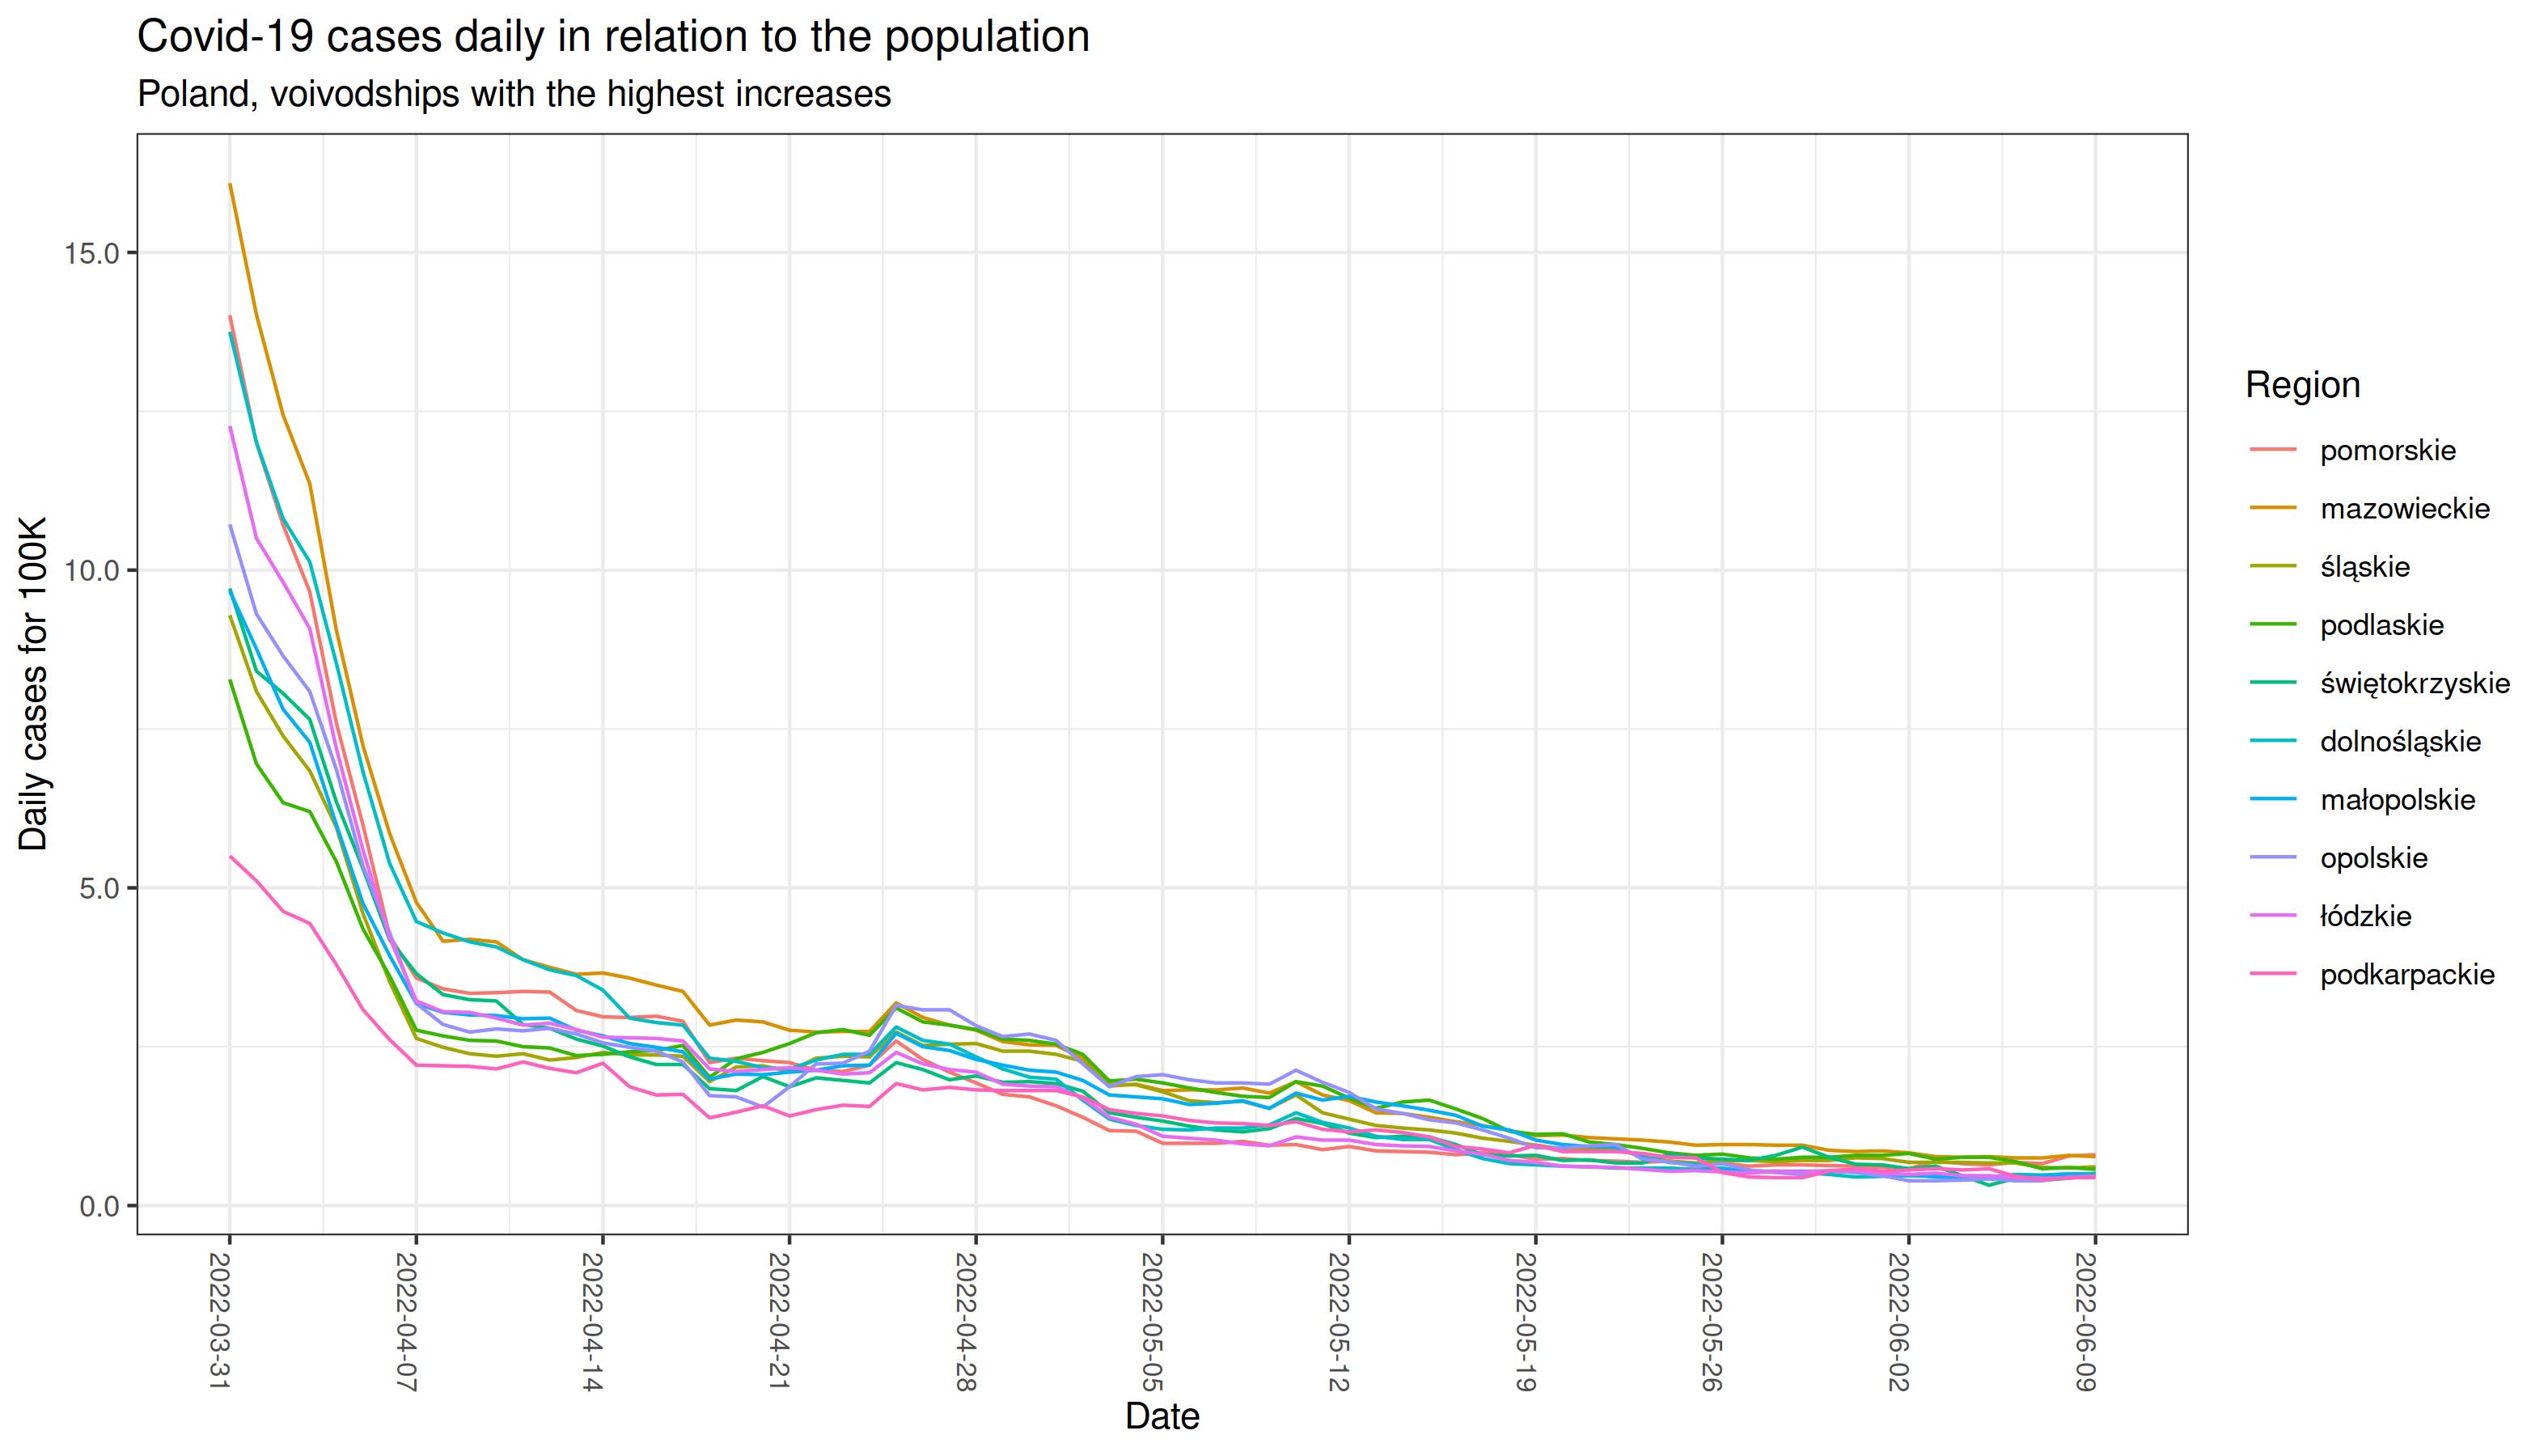 Covid-19 cases daily in relation to the population
Poland, voivodships with the highest increases
Daily cases for 100K
15.0
10.0
5.0
0.0
2022-03-31
2022-04-07
2022-04-14
2022-04-21
2022-04-28
2022-05-05
2022-05-12
2022-05-19
2022-05-26
2022-06-02
2022-06-09
Date
Region
pomorskie
mazowieckie
śląskie
podlaskie
świętokrzyskie
dolnośląskie
małopolskie
opolskie
łódzkie
podkarpackie